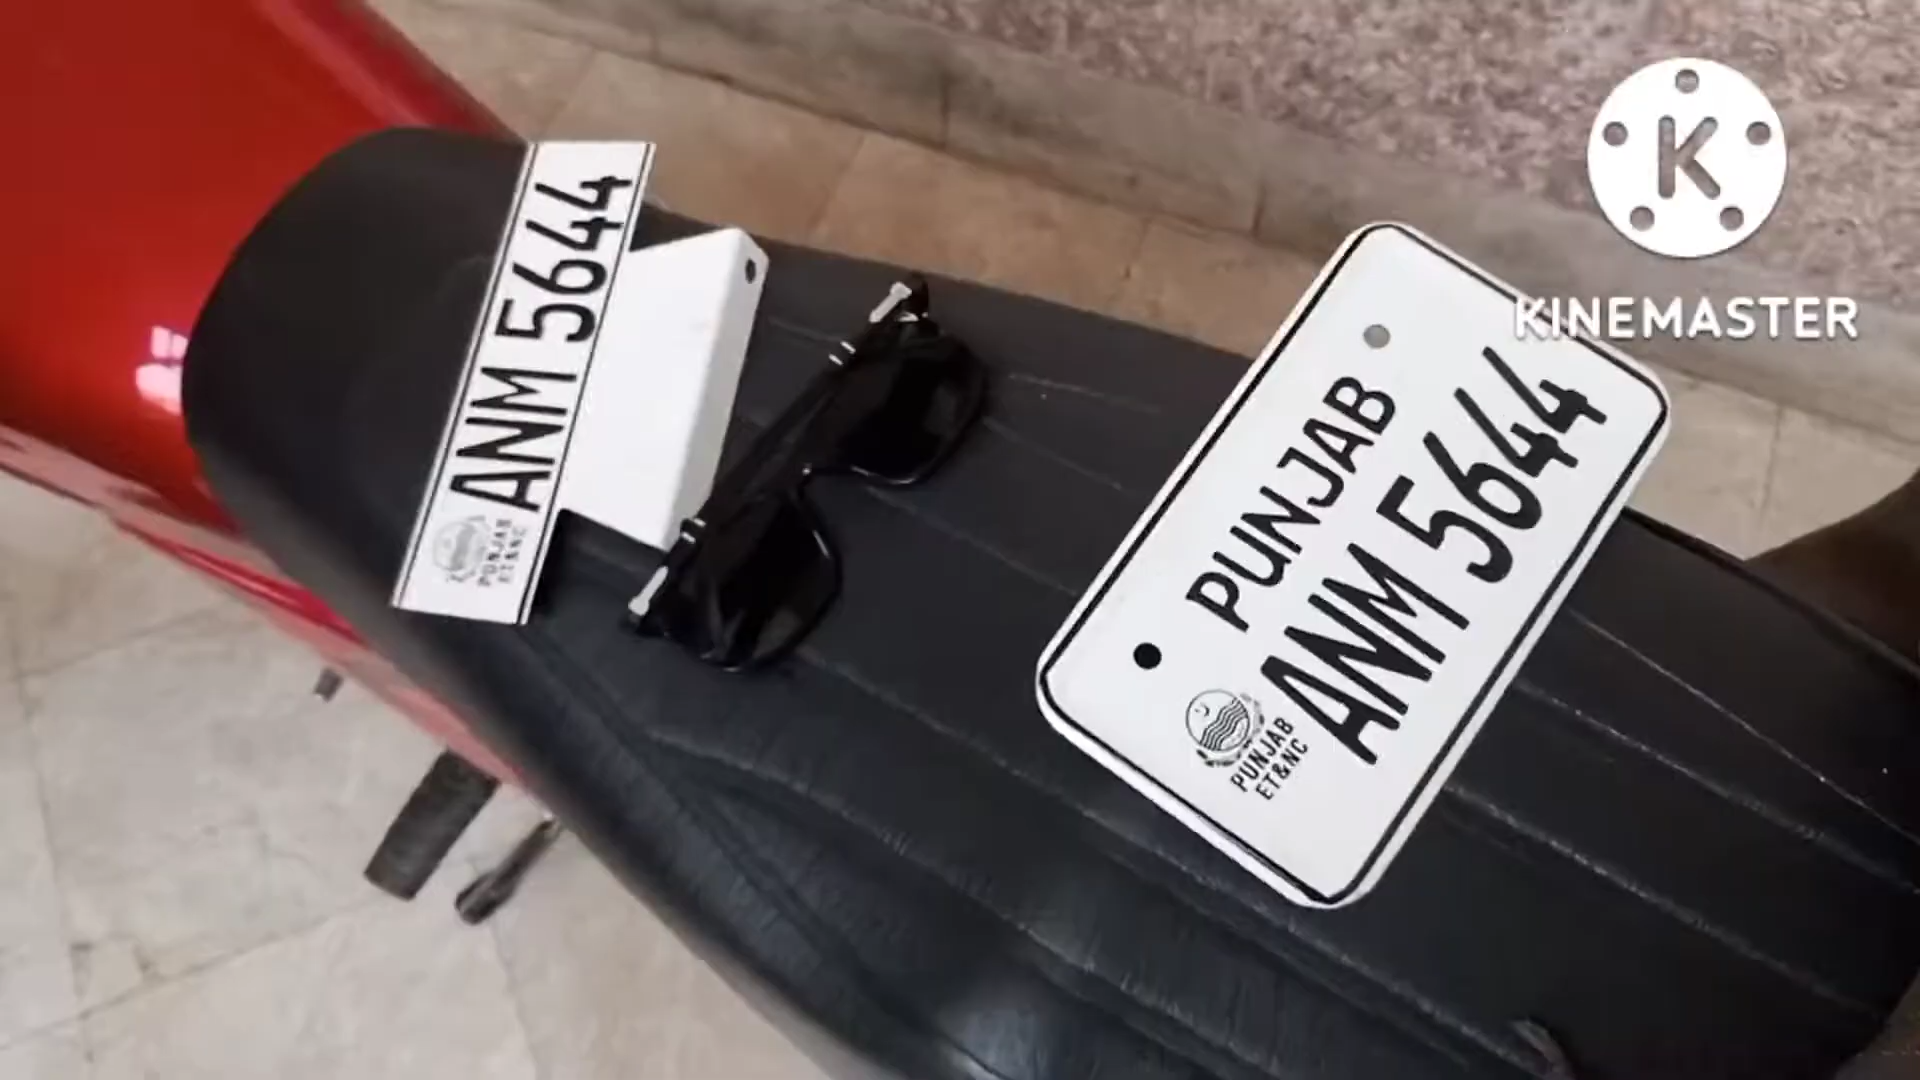 ANM 5644
PUNJAB
ET&NC
PUNJAB
ANM 5644
PUNJAB
ET&NC
K
KINEMASTER